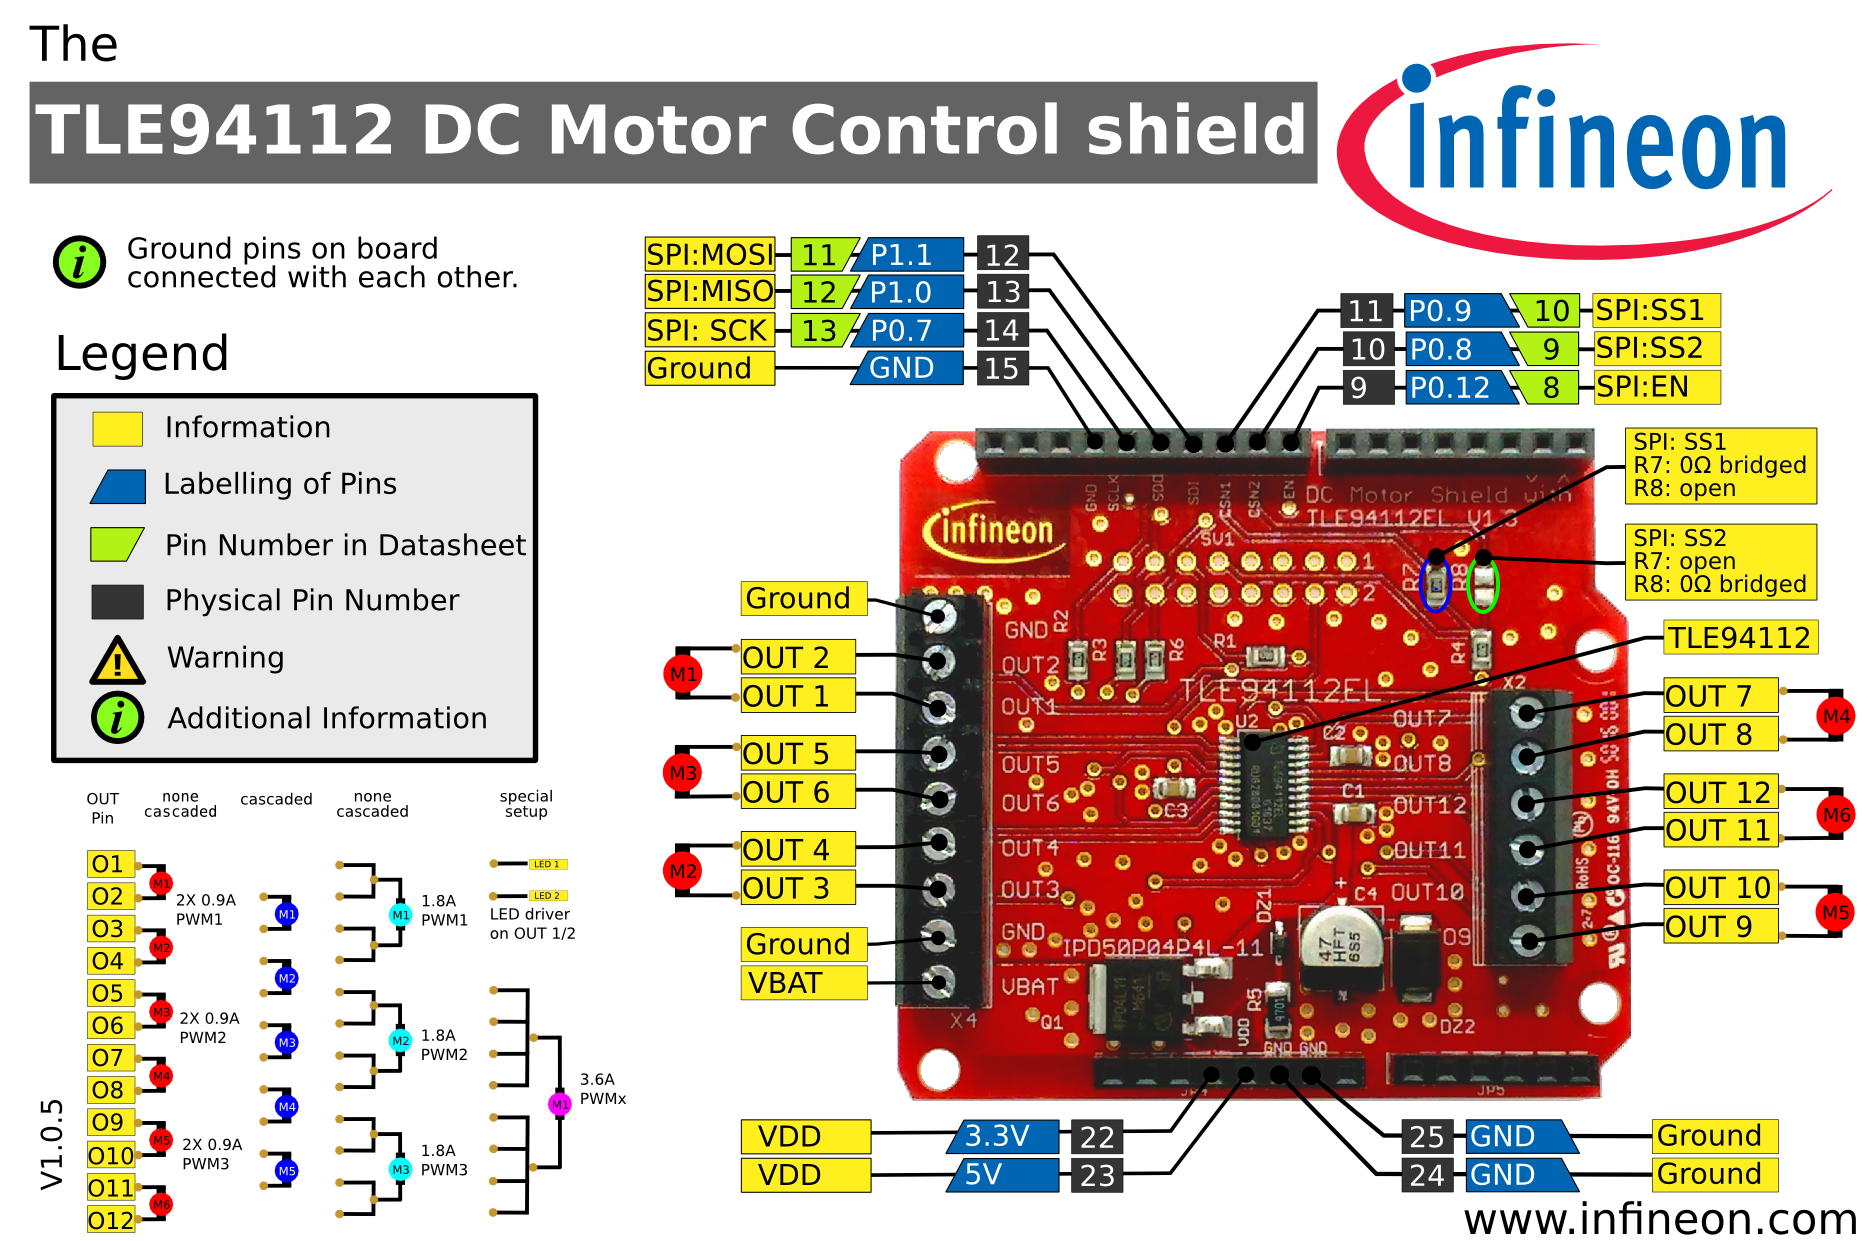 The
TLE94112 DC Motor Control shield
infineon
Ground pins on board
connected with each other.
Legend
Information
Labelling of Pins
Pin Number in Datasheet
Physical Pin Number
Warning
Additional Information
SPI:MOSI 11 P1.1 12
SPI:MISO 12 P1.0 13
SPI: SCK 13 P0.7 14
Ground GND 15
11 P0.9 10 SPI:SS1
10 P0.8 9 SPI:SS2
9 P0.12 8 SPI:EN
SPI: SS1
R7: 0Ω bridged
R8: open
SPI: SS2
R7: open
R8: 0Ω bridged
TLE94112
Ground
M1
OUT 2
OUT 1
M3
OUT 5
OUT 6
M2
OUT 4
OUT 3
Ground
VBAT
OUT 7
OUT 8
M4
OUT 12
OUT 11
M6
OUT 10
OUT 9
M5
GND
SCLK
SDO
SDI
CSN1
CSN2
EN
DC Motor Shield with
TLE94112EL V1.3
infineon
SV1
1
2
R7
R8
R2
R3
R6
R1
R4
X2
TLE94112EL
U2
C2
C1
C3
GND
OUT2
OUT1
OUT5
OUT6
OUT4
OUT3
GND
VBAT
X4
OUT7
OUT8
OUT12
OUT11
OUT10
O9
DZ1
C4
+
47
HFT
6S5
IPD50P04P4L-11
Q1
R5
VDD
GND GND
DZ2
JP4
JP5
RoHS
94V-0H
VDD 3.3V 22
VDD 5V 23
25 GND Ground
24 GND Ground
OUT
Pin
none
cascaded
cascaded
none
cascaded
special
setup
O1
O2
O3
O4
O5
O6
O7
O8
O9
O10
O11
O12
M1
M2
M3
M4
M5
M6
2X 0.9A
PWM1
2X 0.9A
PWM2
2X 0.9A
PWM3
M1
M2
M3
M4
M5
M1
M2
M3
1.8A
PWM1
1.8A
PWM2
1.8A
PWM3
LED 1
LED 2
LED driver
on OUT 1/2
M1
3.6A
PWMx
V1.0.5
www.infineon.com